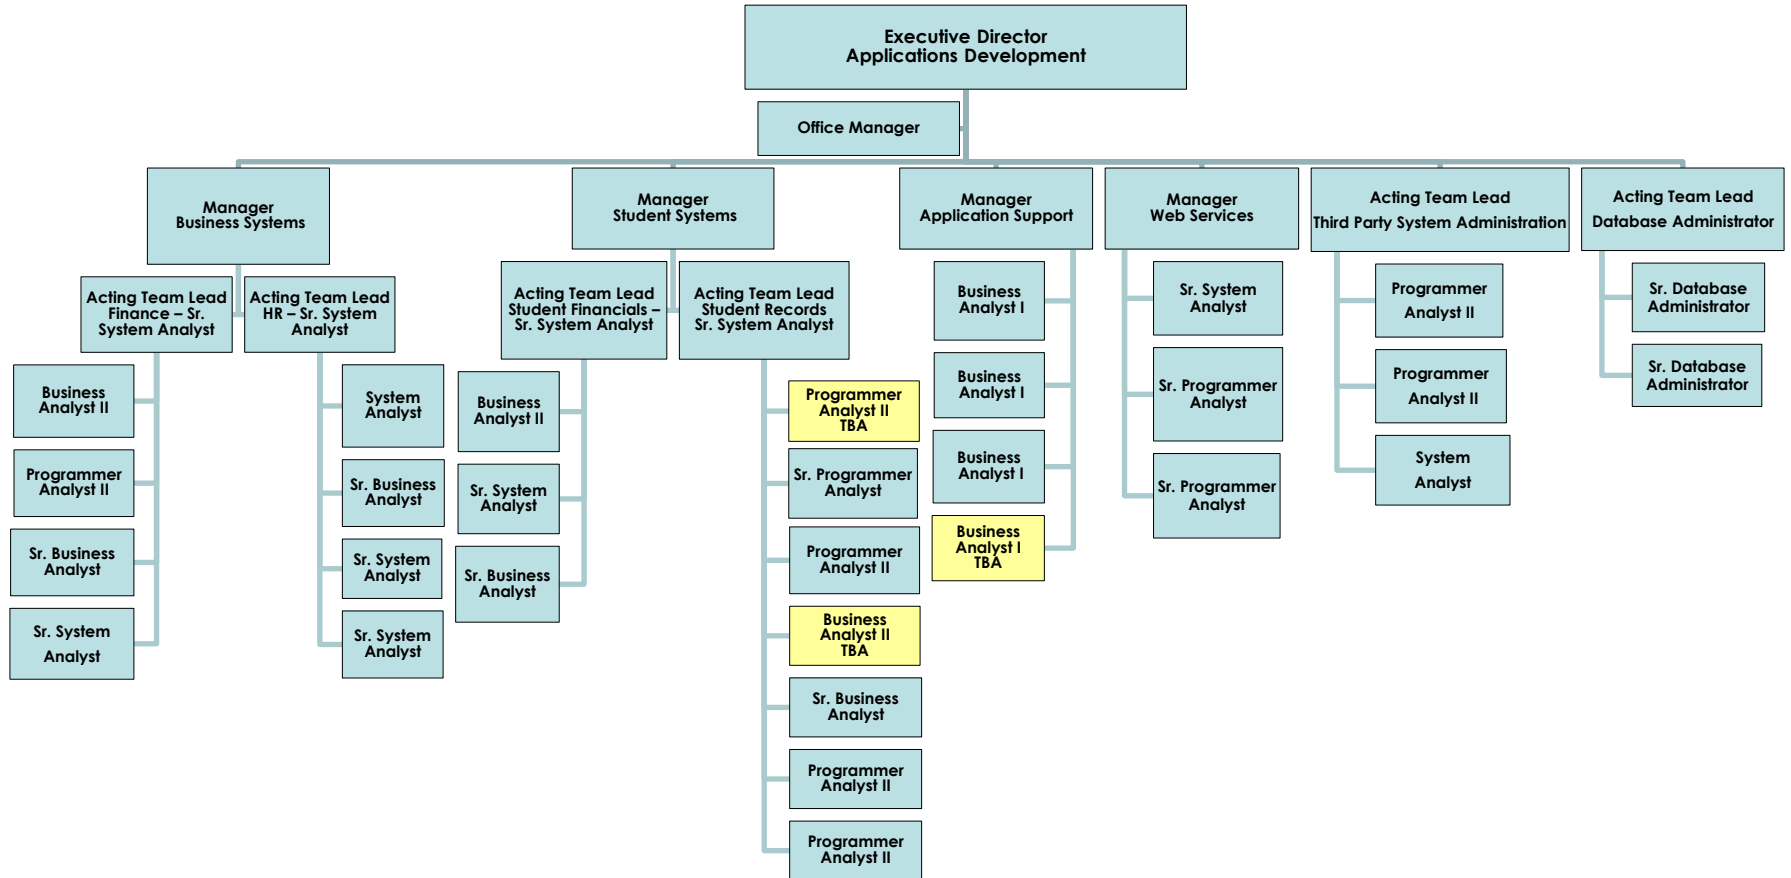 Executive Director
Applications Development
Office Manager
Manager
Business Systems
Manager
Student Systems
Manager
Application Support
Manager
Web Services
Acting Team Lead
Third Party System Administration
Acting Team Lead
Database Administrator
Acting Team Lead
Finance – Sr.
System Analyst
Acting Team Lead
HR – Sr. System
Analyst
Business
Analyst II
Programmer
Analyst II
Sr. Business
Analyst
Sr. System
Analyst
System
Analyst
Sr. Business
Analyst
Sr. System
Analyst
Sr. System
Analyst
Acting Team Lead
Student Financials –
Sr. System Analyst
Acting Team Lead
Student Records
Sr. System Analyst
Business
Analyst II
Sr. System
Analyst
Sr. Business
Analyst
Programmer
Analyst II
TBA
Sr. Programmer
Analyst
Programmer
Analyst II
Business
Analyst II
TBA
Sr. Business
Analyst
Programmer
Analyst II
Programmer
Analyst II
Business
Analyst I
Business
Analyst I
Business
Analyst I
Business
Analyst I
TBA
Sr. System
Analyst
Sr. Programmer
Analyst
Sr. Programmer
Analyst
Programmer
Analyst II
Programmer
Analyst II
System
Analyst
Sr. Database
Administrator
Sr. Database
Administrator